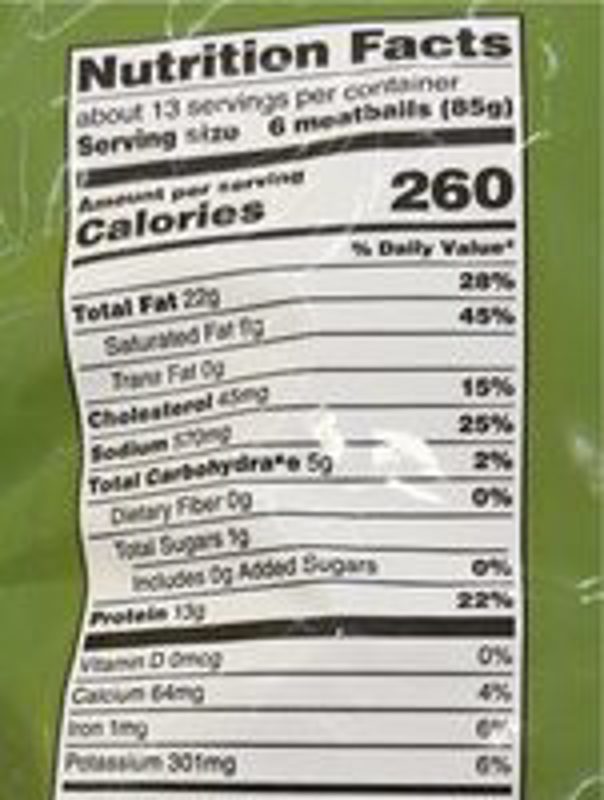 Nutrition Facts
about 13 servings per container
Serving size 6 meatballs (85g)
Amount per serving
Calories 260
% Daily Value*
Total Fat 22g 28%
Saturated Fat 9g 45%
Trans Fat 0g
Cholesterol 45mg 15%
Sodium 570mg 25%
Total Carbohydrate 5g 2%
Dietary Fiber 0g 0%
Total Sugars 1g
Includes 0g Added Sugars 0%
Protein 13g 22%
Vitamin D 0mcg 0%
Calcium 64mg 4%
Iron 1mg 6%
Potassium 301mg 6%